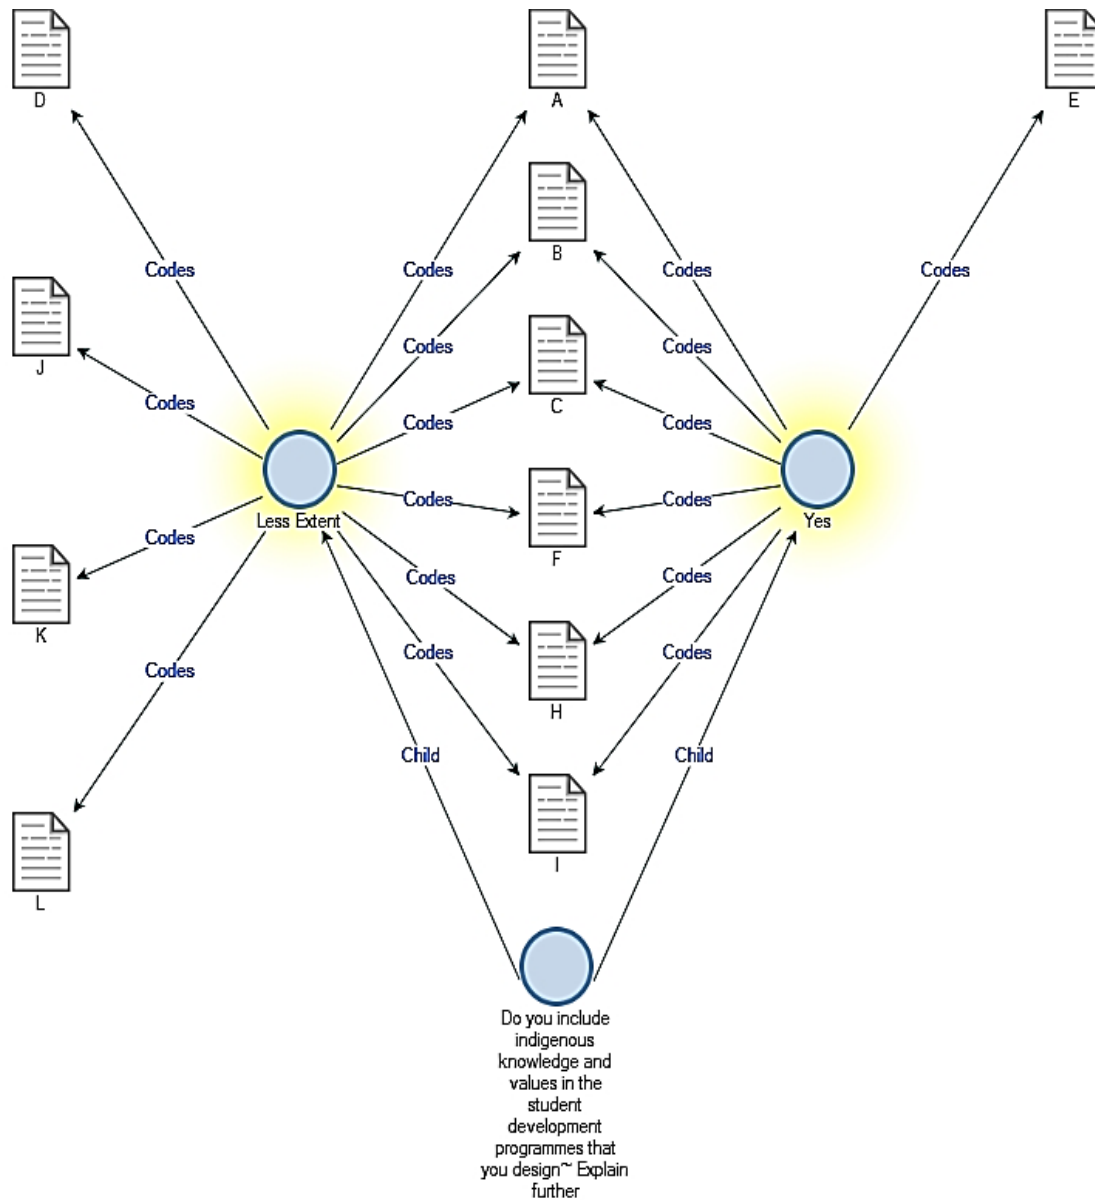 D
A
E
B
Codes
Codes
Codes
Codes
J
Codes
Codes
Codes
C
Codes
Codes
Codes
Codes
Less Extent
Yes
Codes
F
Codes
Codes
Codes
K
Codes
Codes
Codes
H
Child
Child
I
L
Do you include
indigenous
knowledge and
values in the
student
development
programmes that
you design~ Explain
further